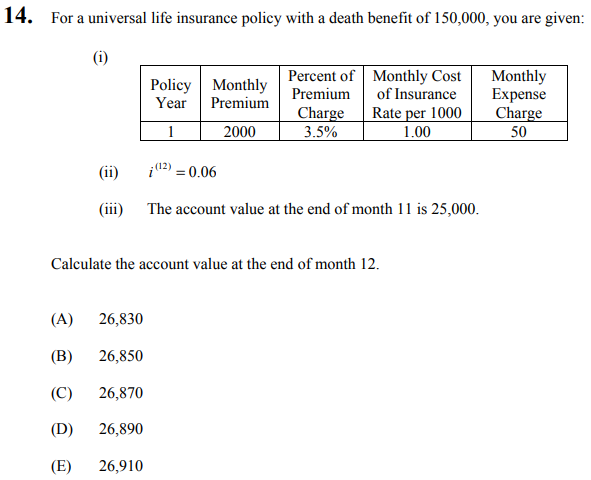 14. For a universal life insurance policy with a death benefit of 150,000, you are given:
(i)
Policy Year | Monthly Premium | Percent of Premium Charge | Monthly Cost of Insurance Rate per 1000 | Monthly Expense Charge
1 | 2000 | 3.5% | 1.00 | 50
(ii) i^(12) = 0.06
(iii) The account value at the end of month 11 is 25,000.
Calculate the account value at the end of month 12.
(A) 26,830
(B) 26,850
(C) 26,870
(D) 26,890
(E) 26,910